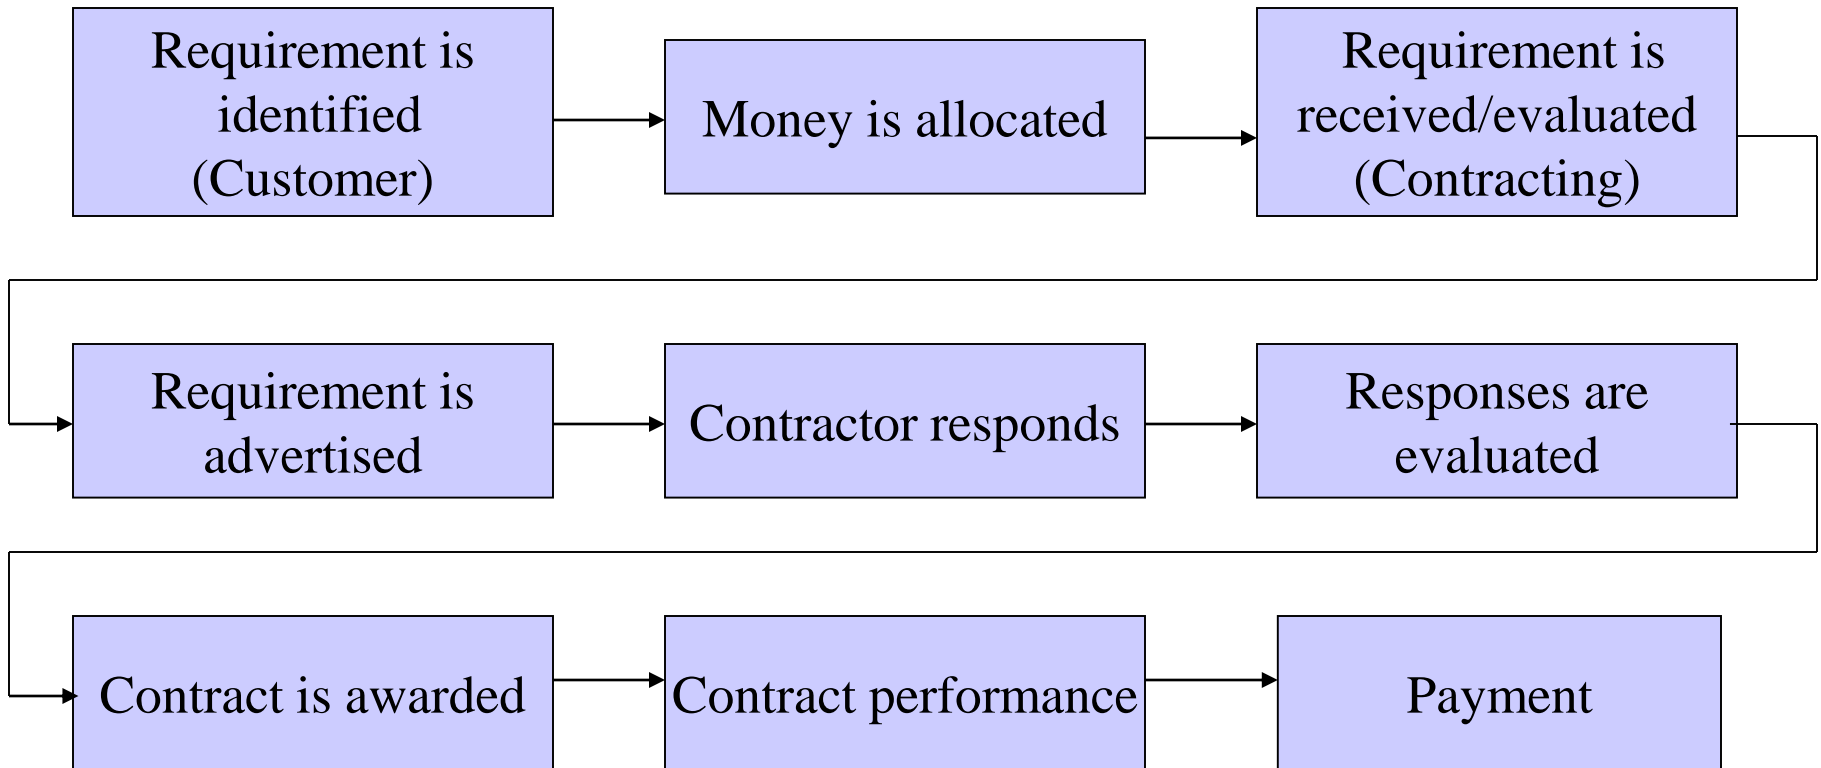 Requirement is
identified
(Customer)
Money is allocated
Requirement is
received/evaluated
(Contracting)
Requirement is
advertised
Contractor responds
Responses are
evaluated
Contract is awarded
Contract performance
Payment